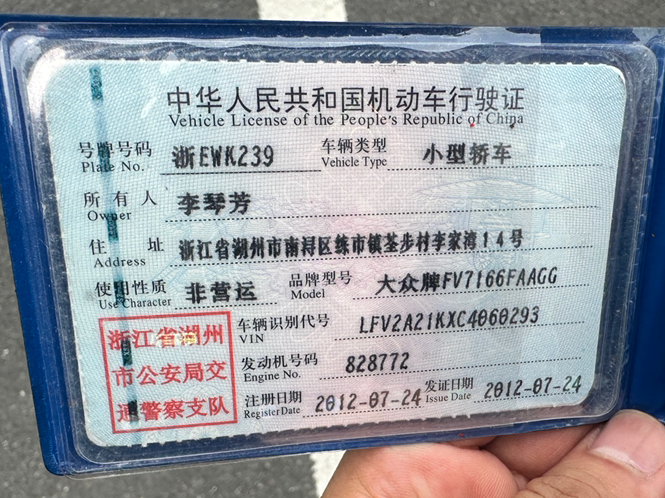 中华人民共和国机动车行驶证
Vehicle License of the People's Republic of China
号牌号码 浙EWK239 车辆类型 小型轿车
Plate No. Vehicle Type
所有人 李琴芳
Owner
住址 浙江省湖州市南浔区练市镇荃步村李家湾14号
Address
使用性质 非营运 品牌型号 大众牌FV7166FAAGG
Use Character Model
浙江省湖州
市公安局交
通警察支队
车辆识别代号 LFV2A21KXC4060293
VIN
发动机号码 828772
Engine No.
注册日期 2012-07-24 发证日期 2012-07-24
Register Date Issue Date